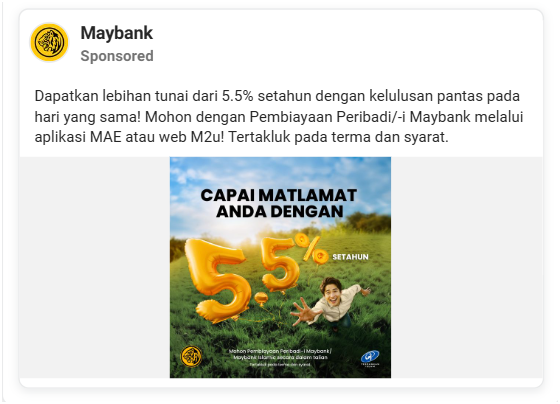 Maybank
Sponsored
Dapatkan lebihan tunai dari 5.5% setahun dengan kelulusan pantas pada
hari yang sama! Mohon dengan Pembiayaan Peribadi/-i Maybank melalui
aplikasi MAE atau web M2u! Tertakluk pada terma dan syarat.
CAPAI MATLAMAT
ANDA DENGAN
5.5%
SETAHUN
Mohon Pembiayaan Peribadi-i Maybank/
Maybank Islamic secara dalam talian
Tertakluk pada terma dan syarat.